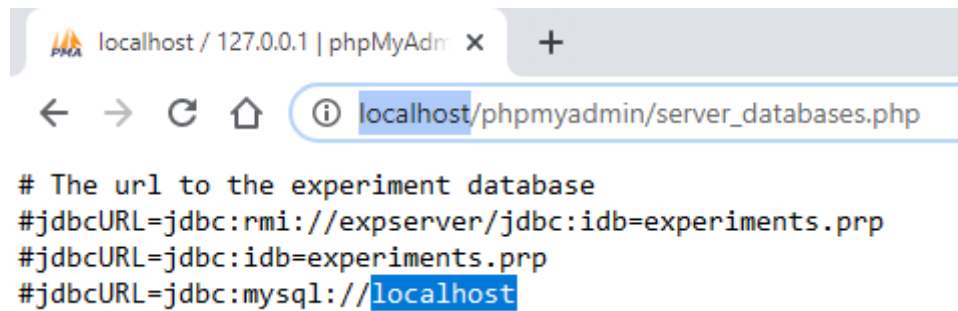 PMA localhost / 127.0.0.1 | phpMyAdm
localhost/phpmyadmin/server_databases.php
# The url to the experiment database
#jdbcURL=jdbc:rmi://expserver/jdbc:idb=experiments.prp
#jdbcURL=jdbc:idb=experiments.prp
#jdbcURL=jdbc:mysql://localhost